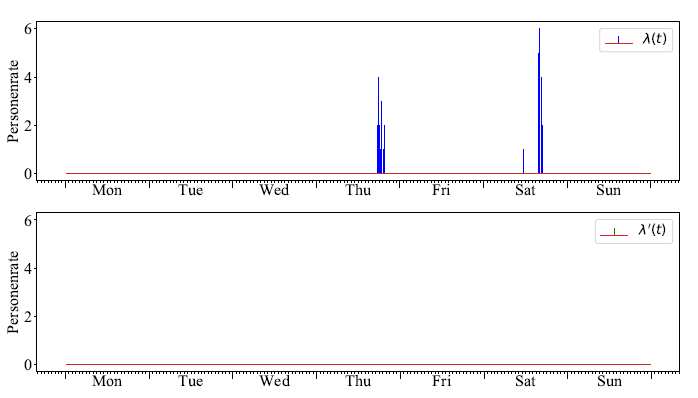 6
4
2
0
Personenrate
λ(t)
Mon Tue Wed Thu Fri Sat Sun
6
4
2
0
Personenrate
λ'(t)
Mon Tue Wed Thu Fri Sat Sun